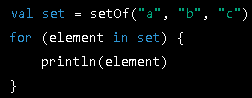 val set = setOf("a", "b", "c")
for (element in set) {
    println(element)
}